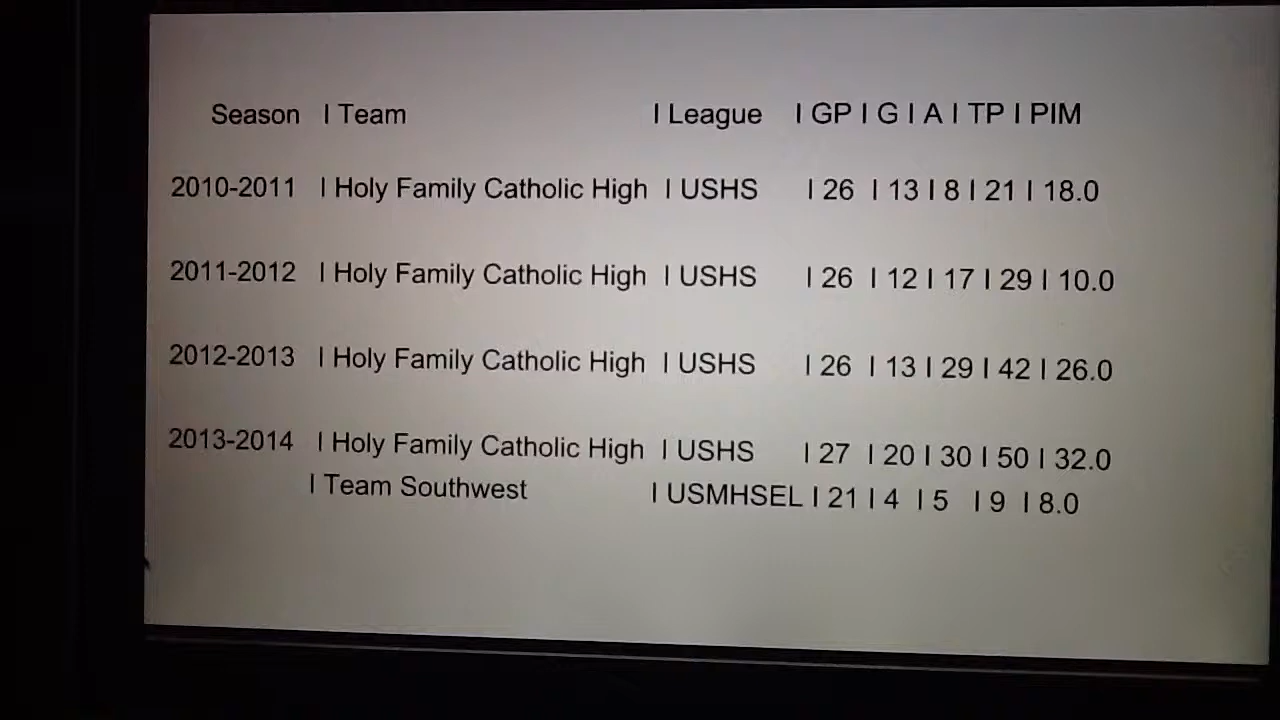 Season I Team I League I GP I G I A I TP I PIM
2010-2011 I Holy Family Catholic High I USHS I 26 I 13 I 8 I 21 I 18.0
2011-2012 I Holy Family Catholic High I USHS I 26 I 12 I 17 I 29 I 10.0
2012-2013 I Holy Family Catholic High I USHS I 26 I 13 I 29 I 42 I 26.0
2013-2014 I Holy Family Catholic High I USHS I 27 I 20 I 30 I 50 I 32.0
I Team Southwest I USMHSEL I 21 I 4 I 5 I 9 I 8.0